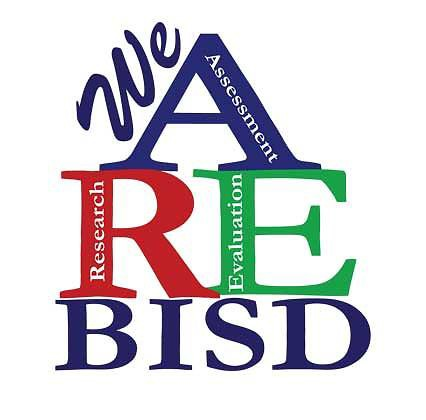 We
A
Assessment
RE
Research
Evaluation
BISD